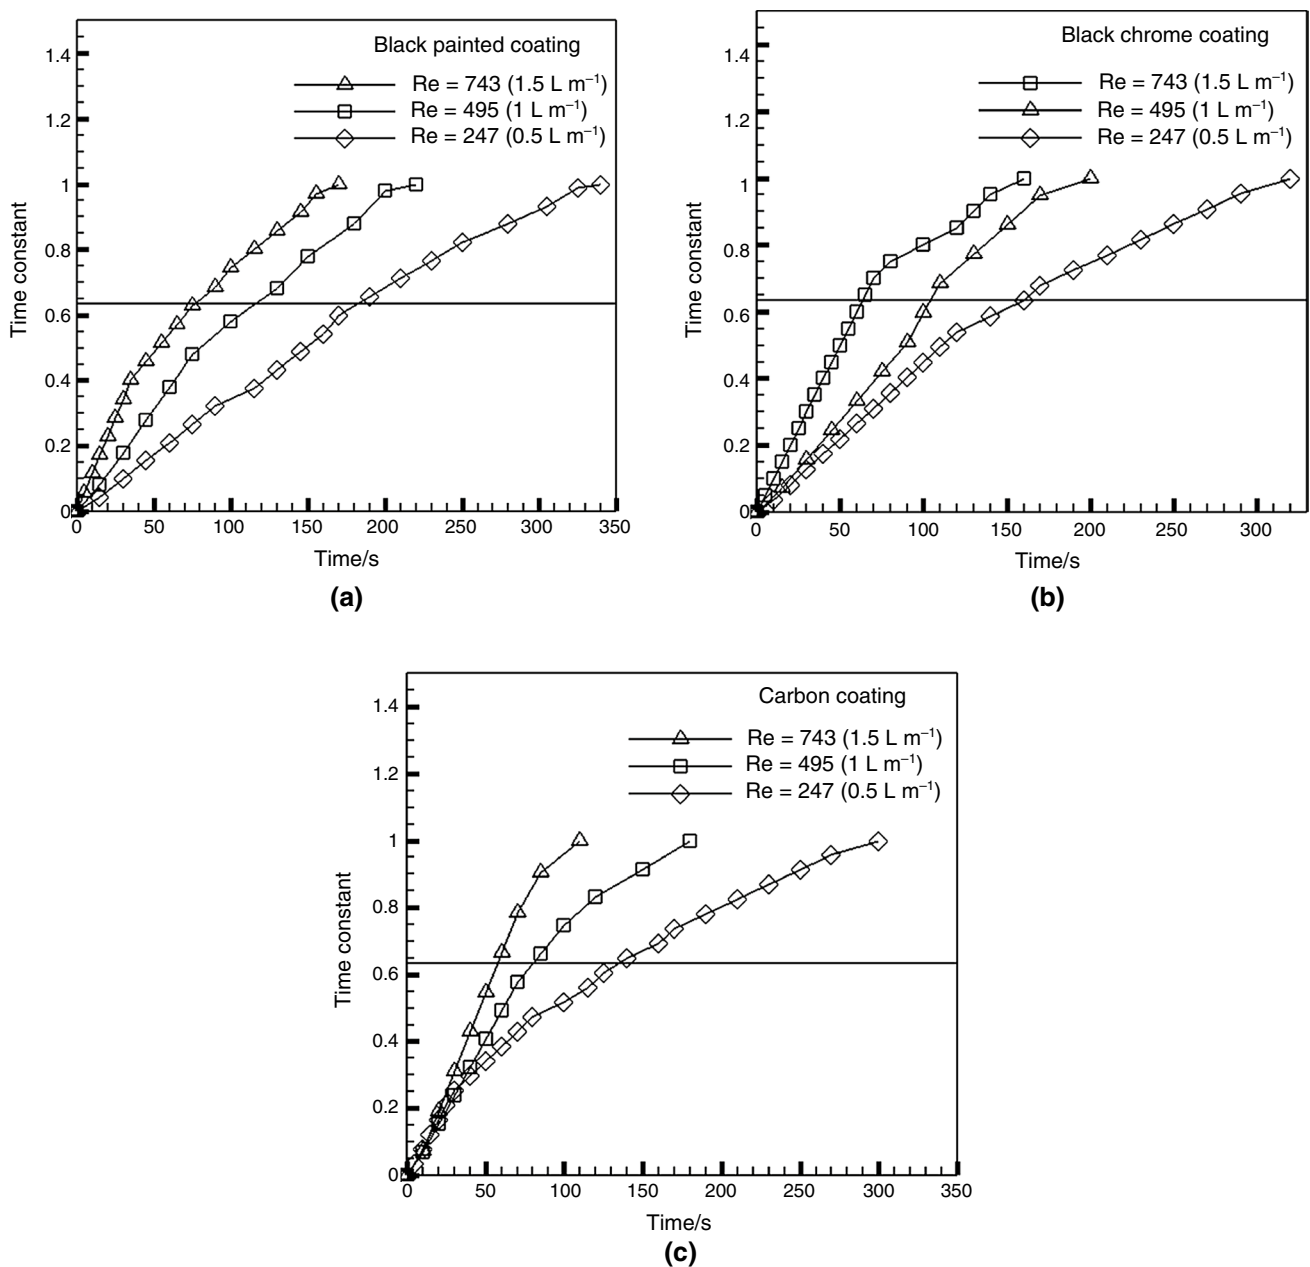 Black painted coating
Re = 743 (1.5 L m⁻¹)
Re = 495 (1 L m⁻¹)
Re = 247 (0.5 L m⁻¹)
1.4
1.2
1
0.8
0.6
0.4
0.2
0
Time constant
0 50 100 150 200 250 300 350
Time/s
(a)
Black chrome coating
Re = 743 (1.5 L m⁻¹)
Re = 495 (1 L m⁻¹)
Re = 247 (0.5 L m⁻¹)
1.4
1.2
1
0.8
0.6
0.4
0.2
0
Time constant
0 50 100 150 200 250 300
Time/s
(b)
Carbon coating
Re = 743 (1.5 L m⁻¹)
Re = 495 (1 L m⁻¹)
Re = 247 (0.5 L m⁻¹)
1.4
1.2
1
0.8
0.6
0.4
0.2
0
Time constant
0 50 100 150 200 250 300 350
Time/s
(c)